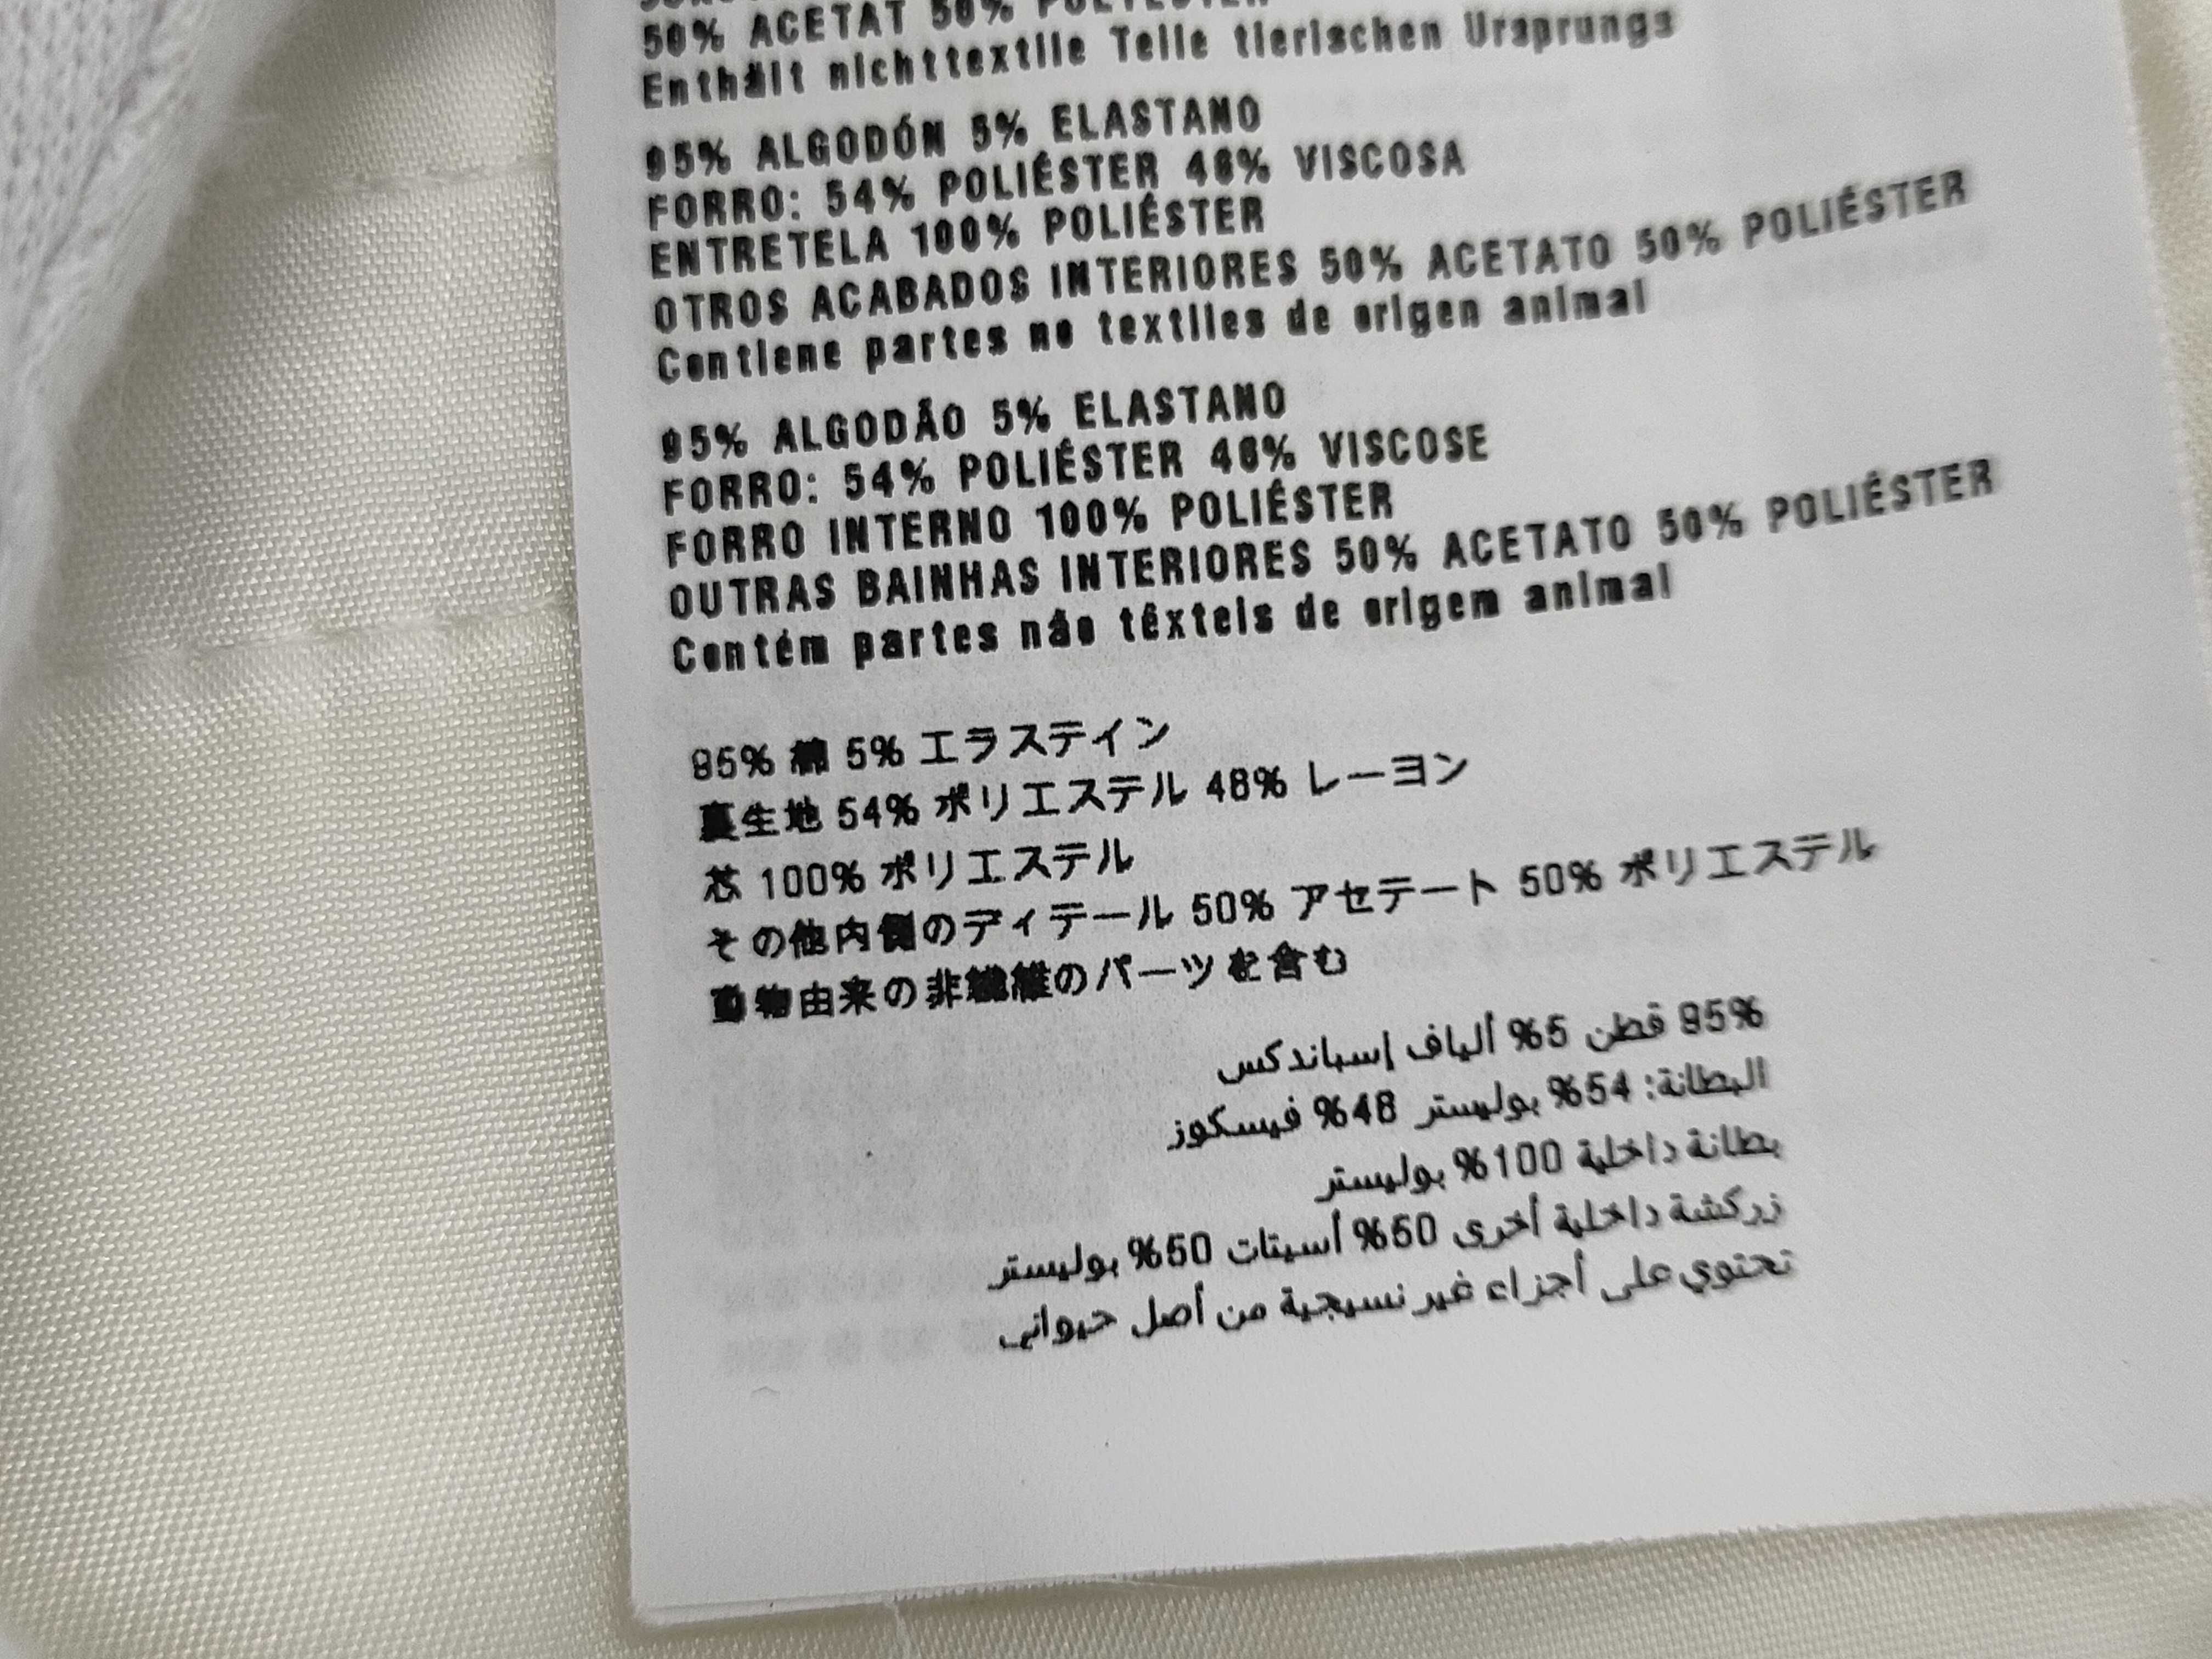 50% ACETAT 50% POLYESTER
Enthält nichttextile Teile tierischen Ursprungs
95% ALGODÓN 5% ELASTANO
FORRO: 54% POLIÉSTER 46% VISCOSA
ENTRETELA 100% POLIÉSTER
OTROS ACABADOS INTERIORES 50% ACETATO 50% POLIÉSTER
Contiene partes no textiles de origen animal
95% ALGODÃO 5% ELASTANO
FORRO: 54% POLIÉSTER 46% VISCOSE
FORRO INTERNO 100% POLIÉSTER
OUTRAS BAINHAS INTERIORES 50% ACETATO 50% POLIÉSTER
Contém partes não têxteis de origem animal
95% 綿 5% エラステイン
裏生地 54% ポリエステル 46% レーヨン
芯 100% ポリエステル
その他内側のディテール 50% アセテート 50% ポリエステル
動物由来の非繊維のパーツを含む
95% قطن 5% ألياف إسباندكس
البطانة: 54% بوليستر 46% فيسكوز
بطانة داخلية 100% بوليستر
زركشة داخلية أخرى 50% أسيتات 50% بوليستر
تحتوي على أجزاء غير نسيجية من أصل حيواني